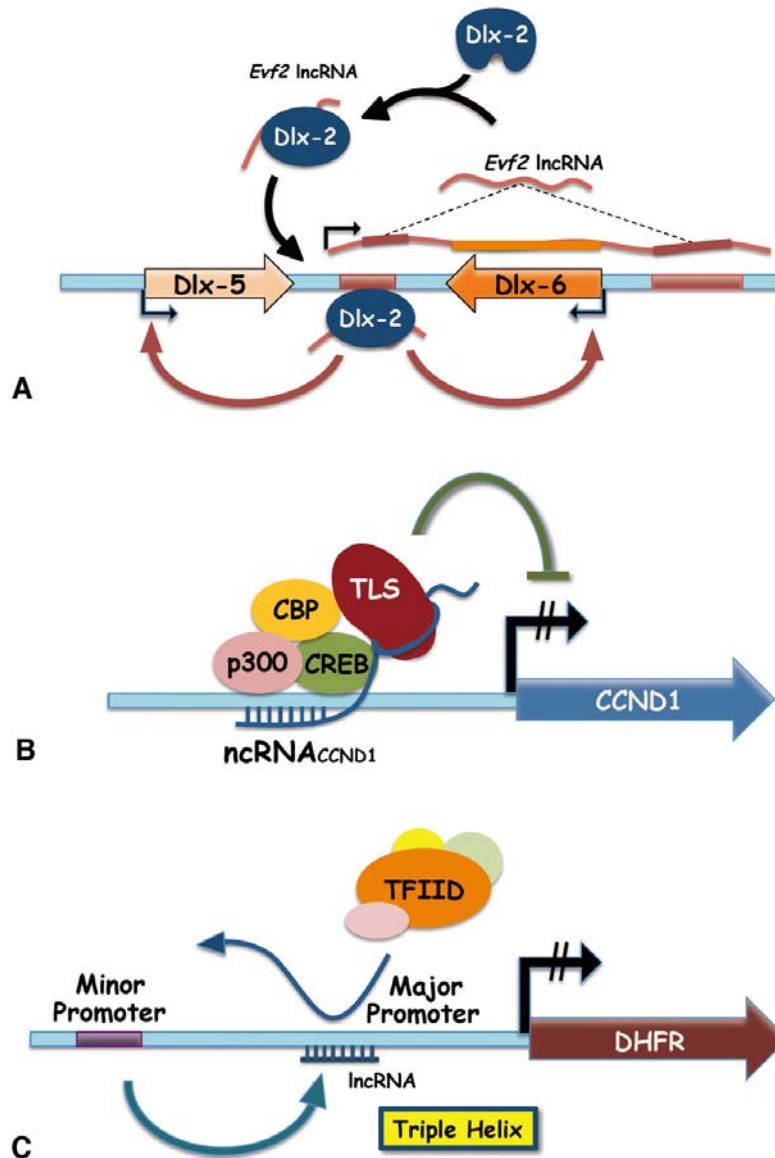 Dlx-2
Evf2 lncRNA
Dlx-2
Evf2 lncRNA
Dlx-5
Dlx-6
Dlx-2
A
TLS
CBP
p300
CREB
CCND1
ncRNACCND1
B
TFIID
Minor
Promoter
Major
Promoter
DHFR
lncRNA
Triple Helix
C